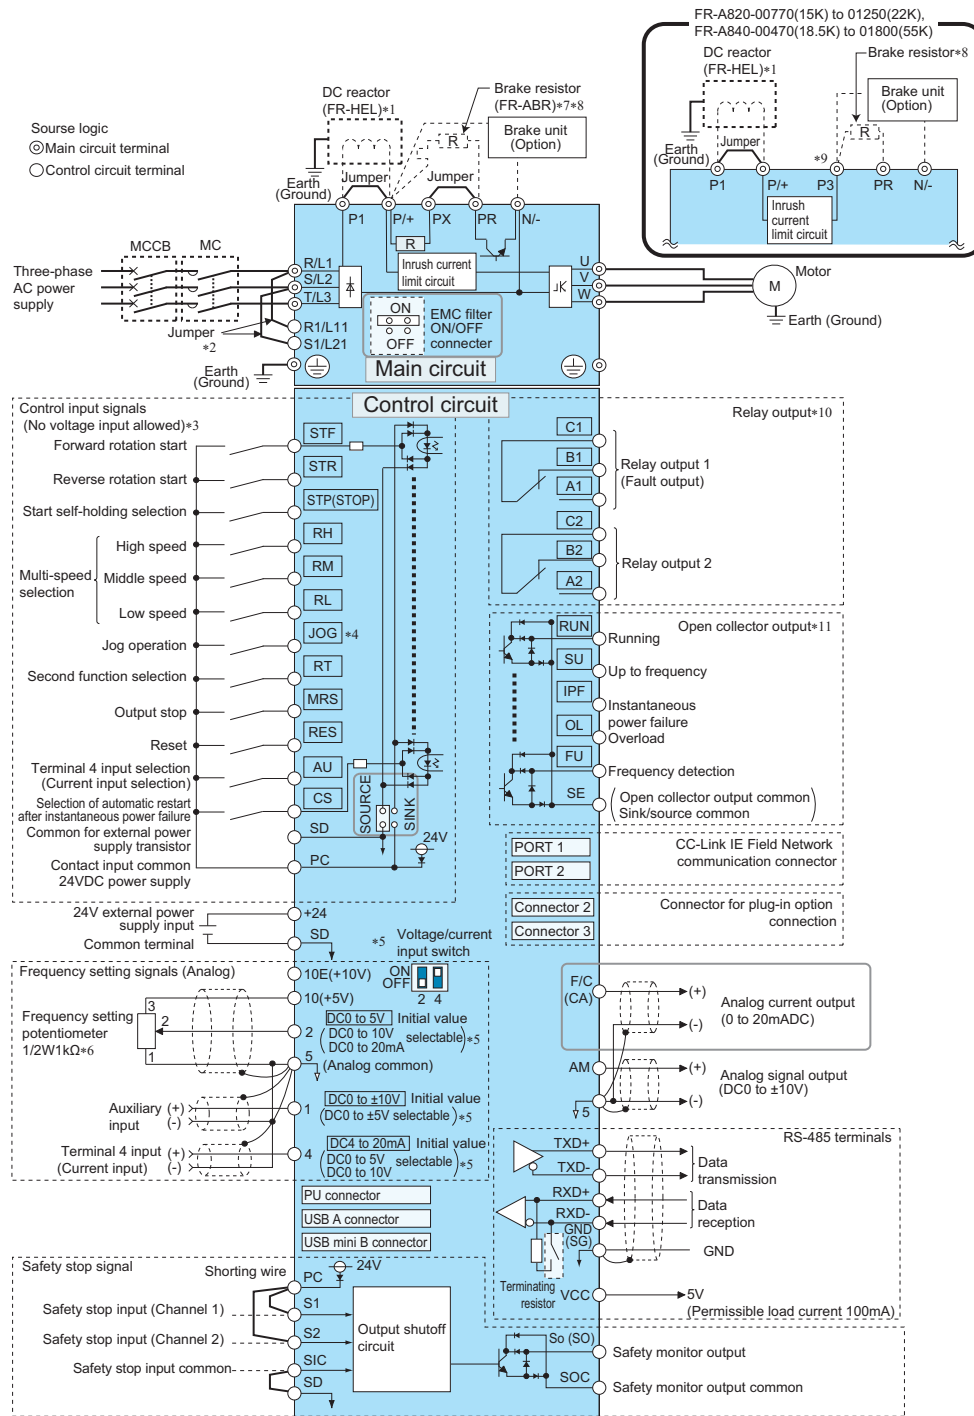 FR-A820-00770(15K) to 01250(22K),
FR-A840-00470(18.5K) to 01800(55K)
DC reactor
(FR-HEL)*1
Brake resistor*8
Brake unit
(Option)
R
Earth
(Ground)
Jumper
*9
P1
P/+
P3
PR
N/-
Inrush
current
limit circuit
Sourse logic
Main circuit terminal
Control circuit terminal
DC reactor
(FR-HEL)*1
Brake resistor
(FR-ABR)*7*8
Brake unit
(Option)
R
Earth
(Ground)
Jumper
Jumper
P1
P/+
PX
PR
N/-
R
Inrush current
limit circuit
MCCB
MC
Three-phase
AC power
supply
R/L1
S/L2
T/L3
R1/L11
S1/L21
Jumper
*2
Earth
(Ground)
ON
OFF
EMC filter
ON/OFF
connecter
U
V
W
Motor
M
Earth (Ground)
Main circuit
Control circuit
Control input signals
(No voltage input allowed)*3
Forward rotation start
STF
Reverse rotation start
STR
Start self-holding selection
STP(STOP)
Multi-speed
selection
High speed
RH
Middle speed
RM
Low speed
RL
Jog operation
JOG *4
Second function selection
RT
Output stop
MRS
Reset
RES
Terminal 4 input selection
(Current input selection)
AU
Selection of automatic restart
after instantaneous power failure
CS
Common for external power
supply transistor
SD
Contact input common
24VDC power supply
PC
SOURCE
SINK
24V
Relay output*10
C1
B1
A1
Relay output 1
(Fault output)
C2
B2
A2
Relay output 2
Open collector output*11
RUN
Running
SU
Up to frequency
IPF
Instantaneous
power failure
OL
Overload
FU
Frequency detection
SE
Open collector output common
Sink/source common
PORT 1
PORT 2
CC-Link IE Field Network
communication connector
Connector 2
Connector 3
Connector for plug-in option
connection
24V external power
supply input
+24
Common terminal
SD
*5
Voltage/current
input switch
ON
OFF
2 4
Frequency setting signals (Analog)
10E(+10V)
10(+5V)
Frequency setting
potentiometer
1/2W1kΩ*6
3
2
1
2
DC0 to 5V Initial value
DC0 to 10V
DC0 to 20mA
selectable
*5
5
(Analog common)
Auxiliary
input
(+)
(-)
1
DC0 to ±10V Initial value
(DC0 to ±5V selectable) *5
Terminal 4 input
(Current input)
(+)
(-)
4
DC4 to 20mA Initial value
DC0 to 5V
DC0 to 10V
selectable
*5
F/C
(CA)
(+)
(-)
Analog current output
(0 to 20mADC)
AM
5
(+)
(-)
Analog signal output
(DC0 to ±10V)
PU connector
USB A connector
USB mini B connector
RS-485 terminals
TXD+
TXD-
Data
transmission
RXD+
RXD-
Data
reception
GND
(SG)
GND
Terminating
resistor
VCC
5V
(Permissible load current 100mA)
Safety stop signal
Shorting wire
PC
24V
Safety stop input (Channel 1)
S1
Safety stop input (Channel 2)
S2
Safety stop input common
SIC
SD
Output shutoff
circuit
So (SO)
Safety monitor output
SOC
Safety monitor output common